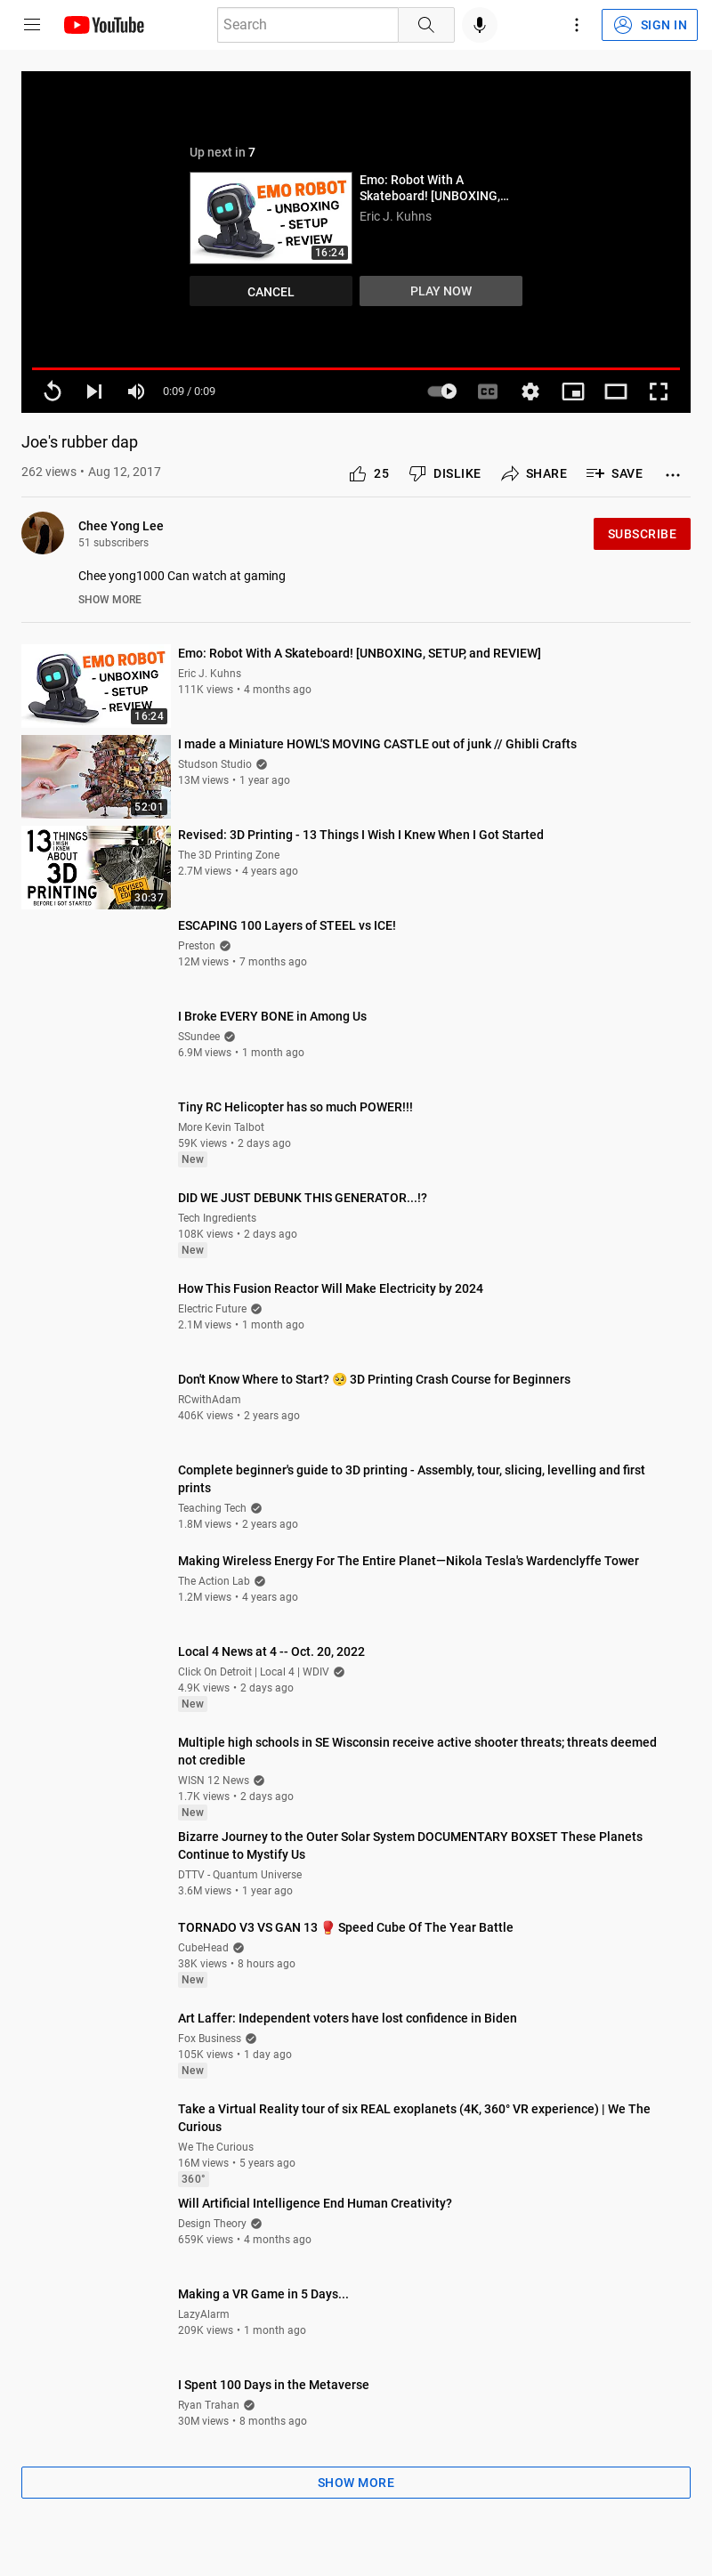 YouTube
Search
SIGN IN
Up next in 7
EMO ROBOT
- UNBOXING
- SETUP
- REVIEW
16:24
Emo: Robot With A
Skateboard! [UNBOXING,...
Eric J. Kuhns
CANCEL
PLAY NOW
0:09 / 0:09
CC
Joe's rubber dap
262 views • Aug 12, 2017
25
DISLIKE
SHARE
SAVE
Chee Yong Lee
51 subscribers
SUBSCRIBE
Chee yong1000 Can watch at gaming
SHOW MORE
EMO ROBOT
- UNBOXING
- SETUP
- REVIEW
16:24
Emo: Robot With A Skateboard! [UNBOXING, SETUP, and REVIEW]
Eric J. Kuhns
111K views • 4 months ago
52:01
I made a Miniature HOWL'S MOVING CASTLE out of junk // Ghibli Crafts
Studson Studio
13M views • 1 year ago
13 THINGS
I WISH
I KNEW
ABOUT
3D
PRINTING
BEFORE I GOT STARTED
REVISED
30:37
Revised: 3D Printing - 13 Things I Wish I Knew When I Got Started
The 3D Printing Zone
2.7M views • 4 years ago
ESCAPING 100 Layers of STEEL vs ICE!
Preston
12M views • 7 months ago
I Broke EVERY BONE in Among Us
SSundee
6.9M views • 1 month ago
Tiny RC Helicopter has so much POWER!!!
More Kevin Talbot
59K views • 2 days ago
New
DID WE JUST DEBUNK THIS GENERATOR...!?
Tech Ingredients
108K views • 2 days ago
New
How This Fusion Reactor Will Make Electricity by 2024
Electric Future
2.1M views • 1 month ago
Don't Know Where to Start? 🥺 3D Printing Crash Course for Beginners
RCwithAdam
406K views • 2 years ago
Complete beginner's guide to 3D printing - Assembly, tour, slicing, levelling and first
prints
Teaching Tech
1.8M views • 2 years ago
Making Wireless Energy For The Entire Planet—Nikola Tesla's Wardenclyffe Tower
The Action Lab
1.2M views • 4 years ago
Local 4 News at 4 -- Oct. 20, 2022
Click On Detroit | Local 4 | WDIV
4.9K views • 2 days ago
New
Multiple high schools in SE Wisconsin receive active shooter threats; threats deemed
not credible
WISN 12 News
1.7K views • 2 days ago
New
Bizarre Journey to the Outer Solar System DOCUMENTARY BOXSET These Planets
Continue to Mystify Us
DTTV - Quantum Universe
3.6M views • 1 year ago
TORNADO V3 VS GAN 13 🥊 Speed Cube Of The Year Battle
CubeHead
38K views • 8 hours ago
New
Art Laffer: Independent voters have lost confidence in Biden
Fox Business
105K views • 1 day ago
New
Take a Virtual Reality tour of six REAL exoplanets (4K, 360° VR experience) | We The
Curious
We The Curious
16M views • 5 years ago
360°
Will Artificial Intelligence End Human Creativity?
Design Theory
659K views • 4 months ago
Making a VR Game in 5 Days...
LazyAlarm
209K views • 1 month ago
I Spent 100 Days in the Metaverse
Ryan Trahan
30M views • 8 months ago
SHOW MORE